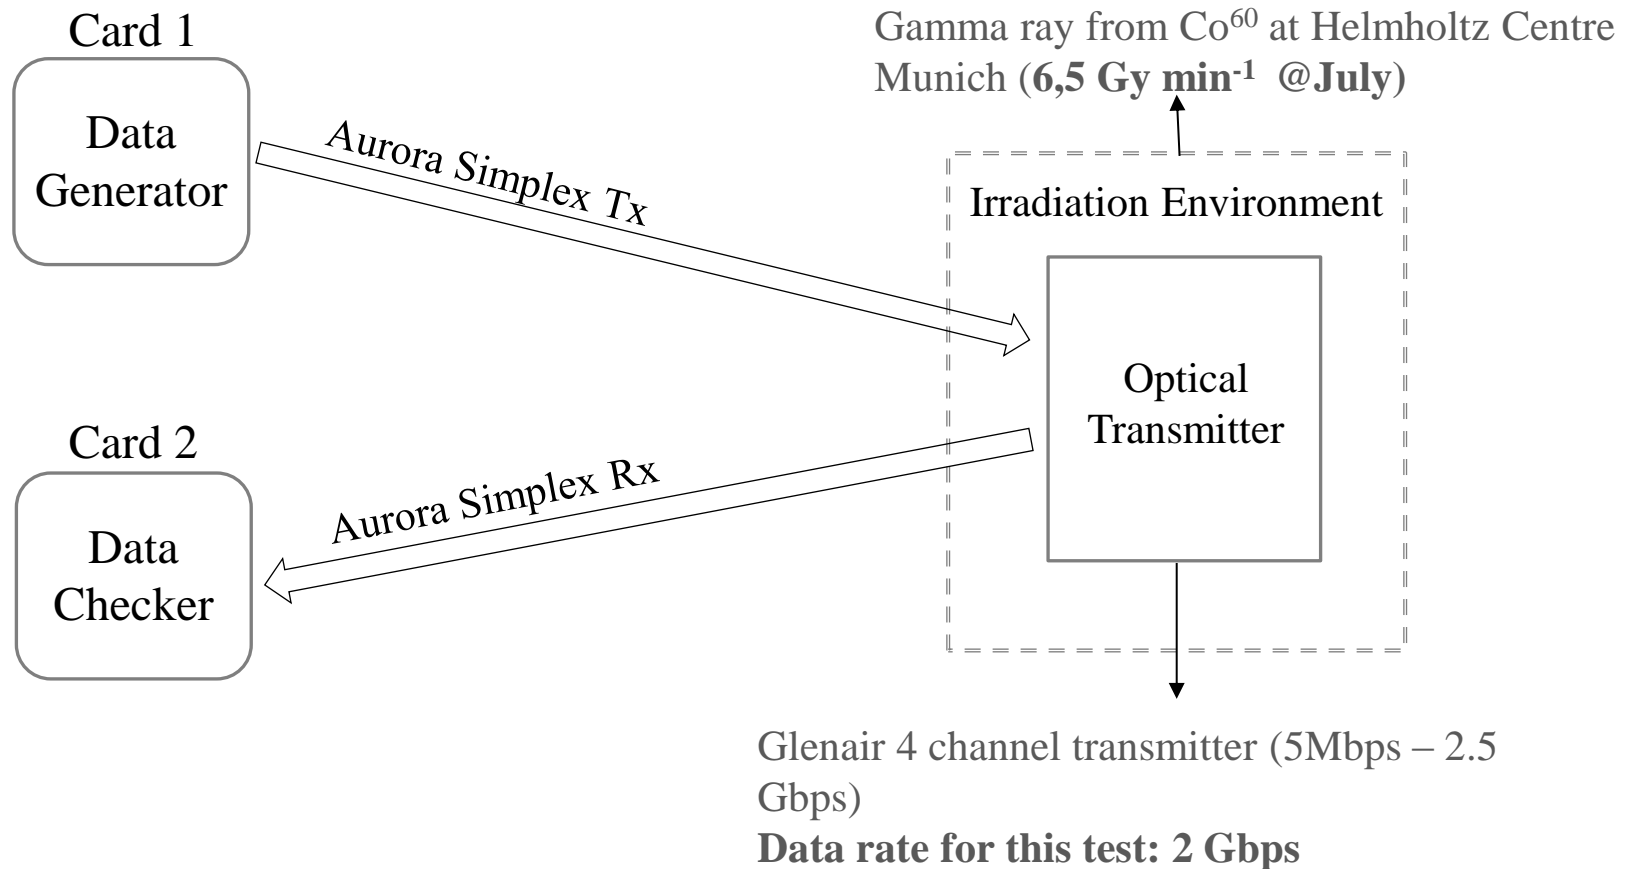 Card 1
Data
Generator
Aurora Simplex Tx
Gamma ray from Co⁶⁰ at Helmholtz Centre
Munich (6,5 Gy min⁻¹ @July)
Irradiation Environment
Optical
Transmitter
Card 2
Data
Checker
Aurora Simplex Rx
Glenair 4 channel transmitter (5Mbps – 2.5
Gbps)
Data rate for this test: 2 Gbps